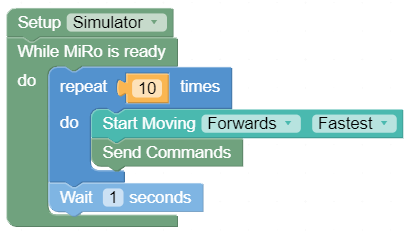 Setup Simulator
While MiRo is ready
do repeat 10 times
do Start Moving Forwards Fastest
Send Commands
Wait 1 seconds